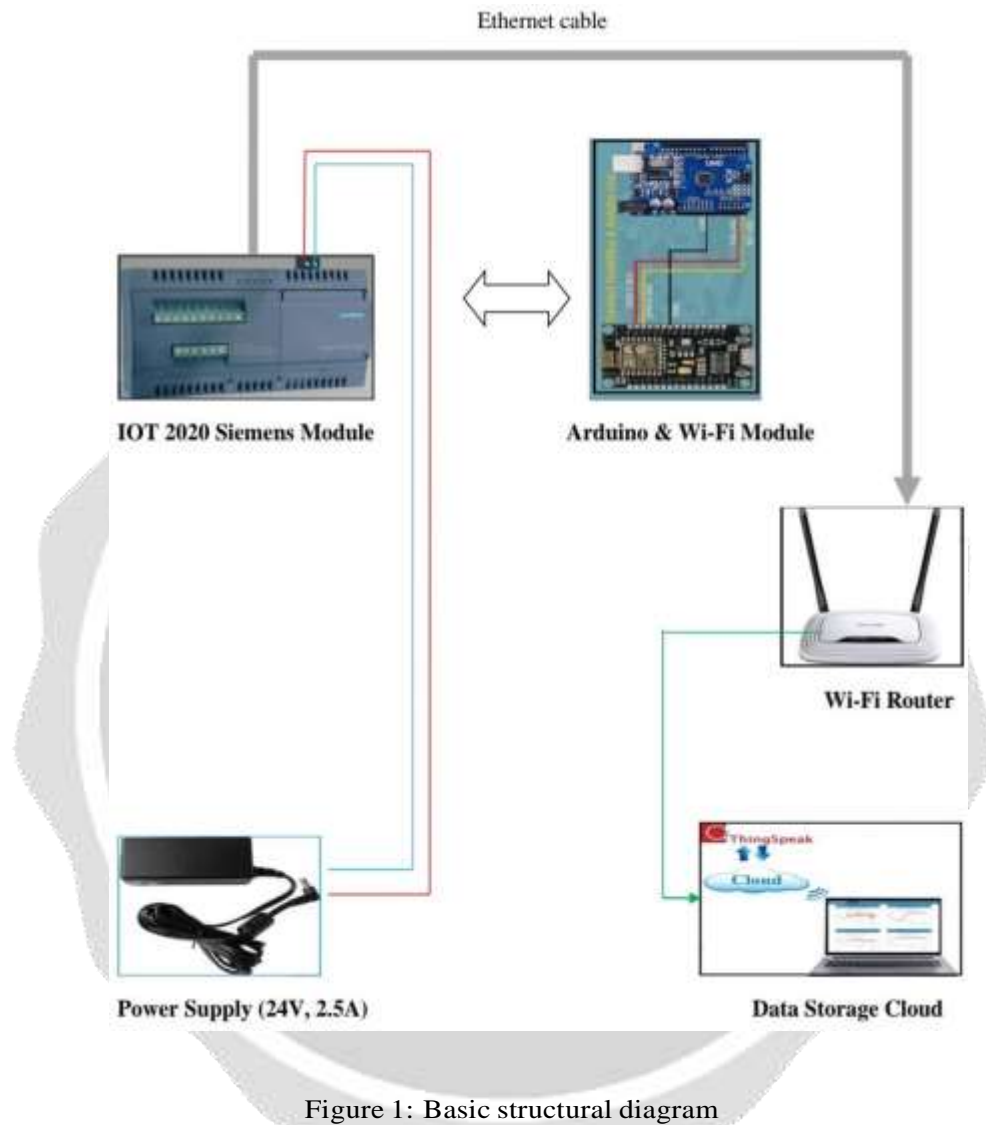 Ethernet cable
UNO
IOT 2020 Siemens Module
Arduino & Wi-Fi Module
Wi-Fi Router
ThingSpeak
Cloud
Power Supply (24V, 2.5A)
Data Storage Cloud
Figure 1: Basic structural diagram